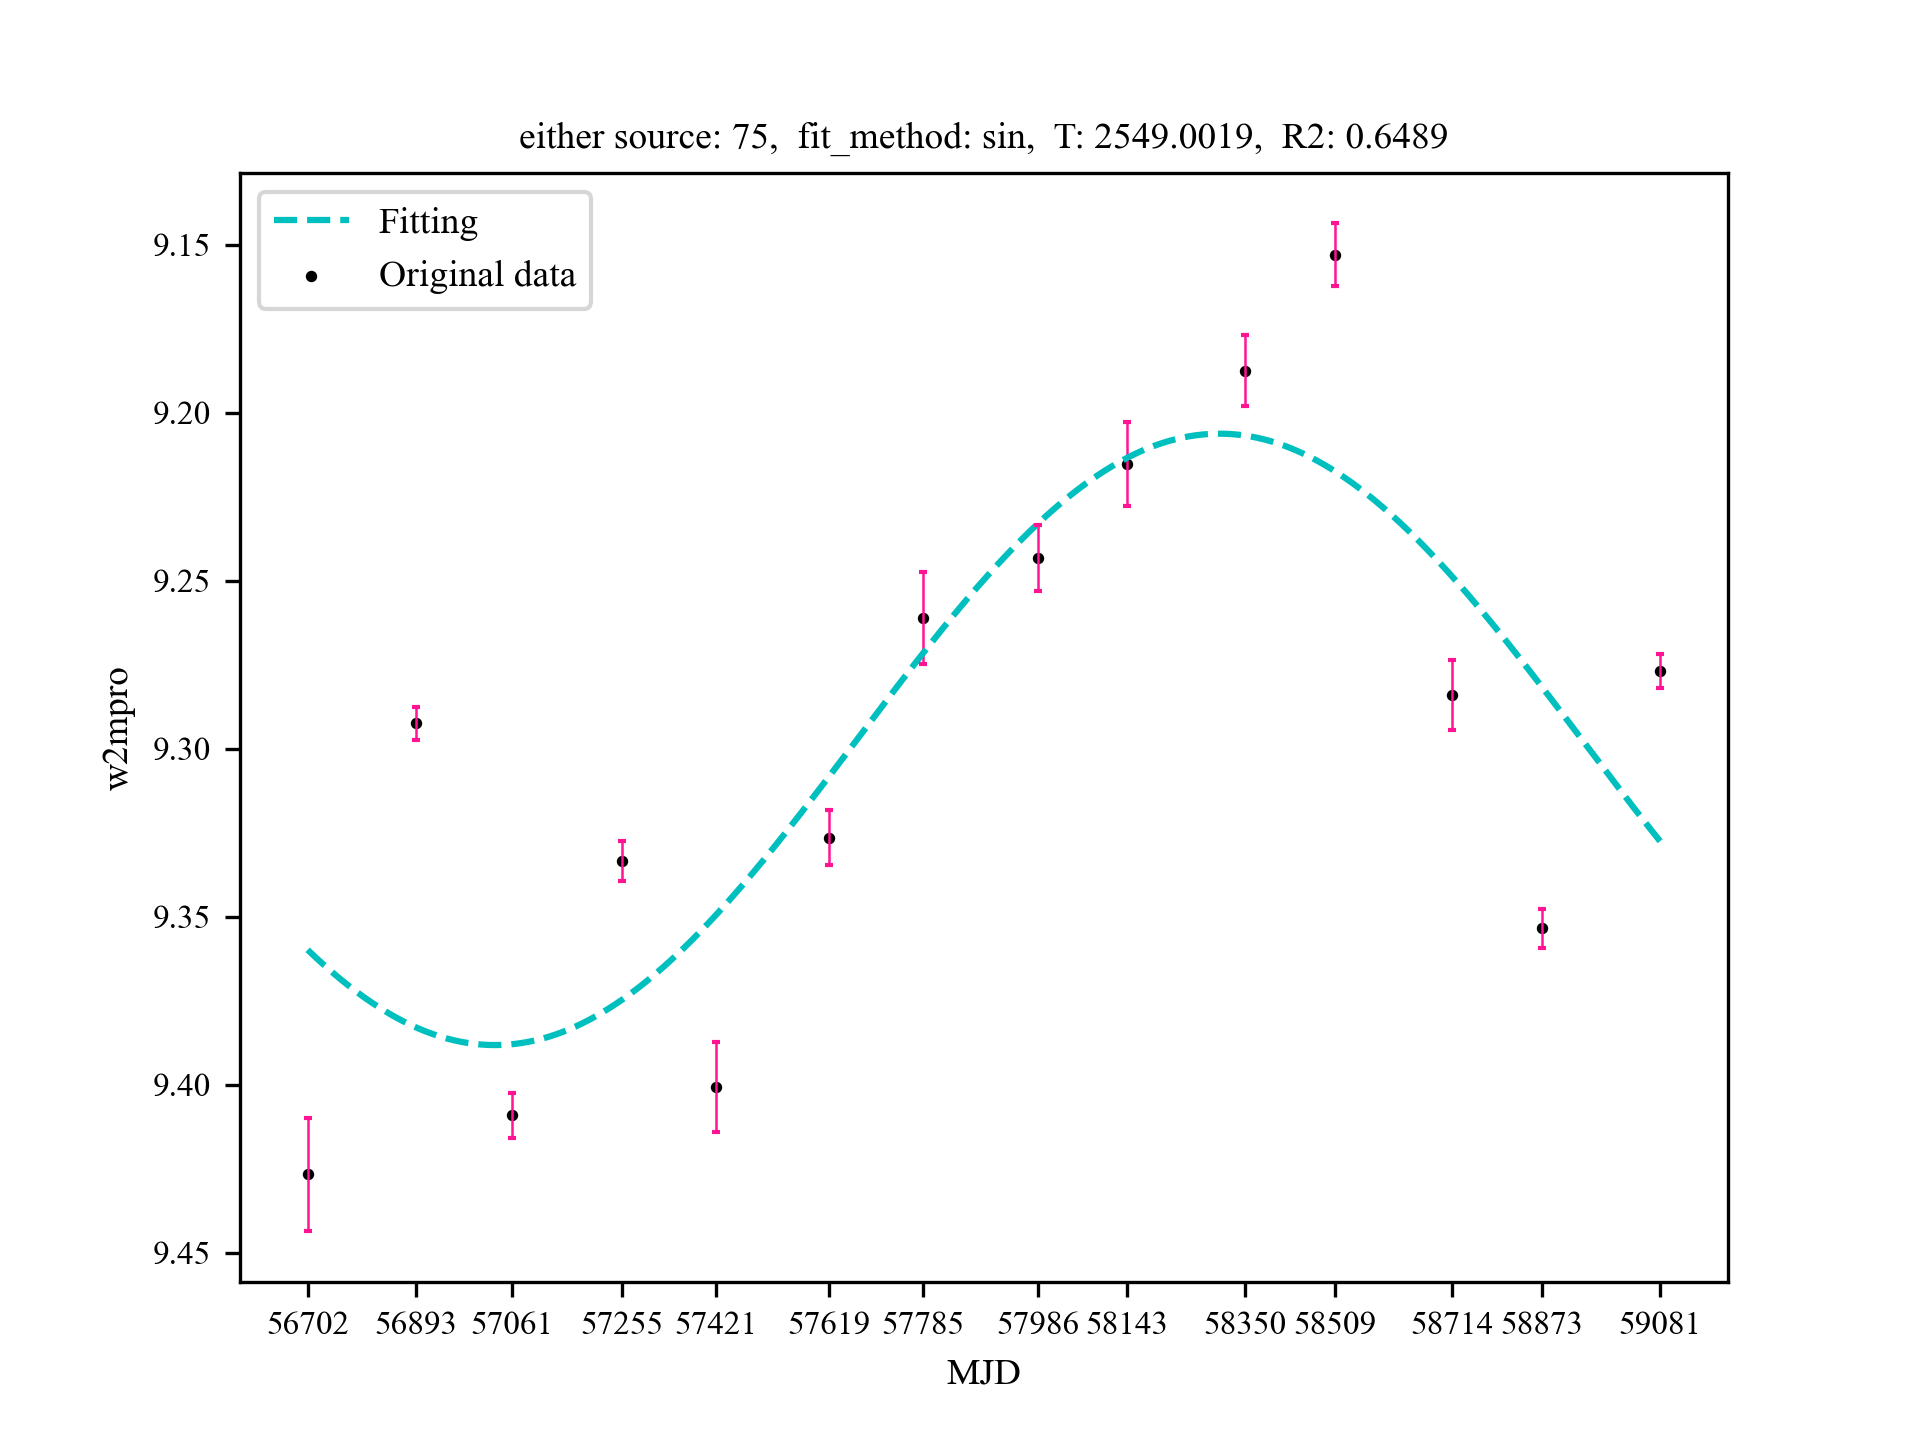 either source: 75,  fit_method: sin,  T: 2549.0019,  R2: 0.6489
Fitting
Original data
9.15
9.20
9.25
9.30
9.35
9.40
9.45
w2mpro
56702 56893 57061 57255 57421 57619 57785 57986 58143 58350 58509 58714 58873 59081
MJD